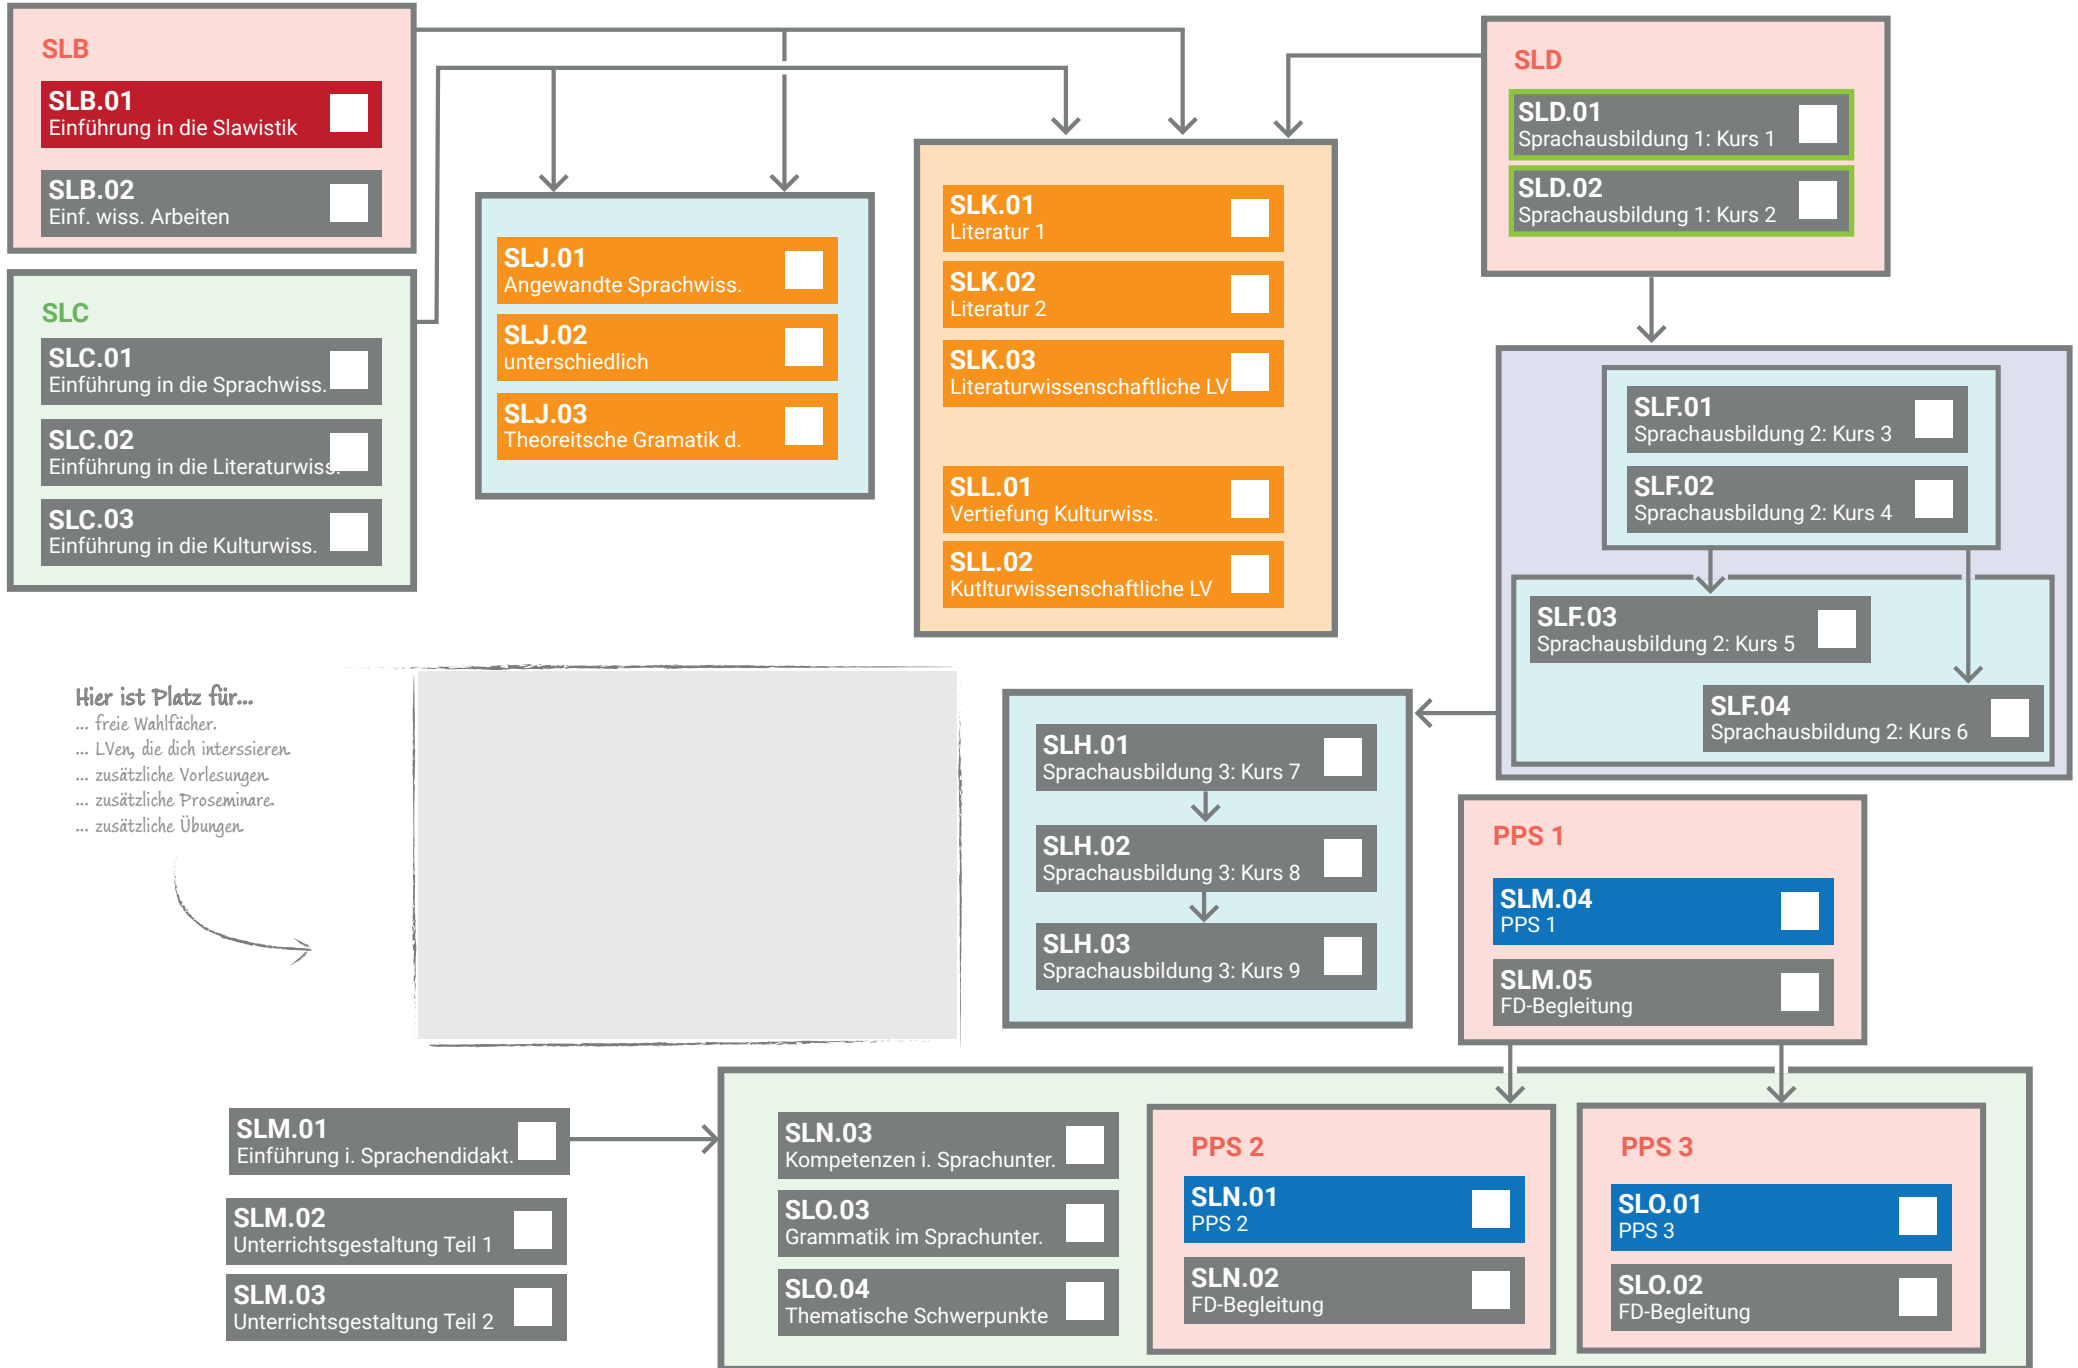 SLB
SLB.01
Einführung in die Slawistik
SLB.02
Einf. wiss. Arbeiten
SLC
SLC.01
Einführung in die Sprachwiss.
SLC.02
Einführung in die Literaturwiss.
SLC.03
Einführung in die Kulturwiss.
SLJ.01
Angewandte Sprachwiss.
SLJ.02
unterschiedlich
SLJ.03
Theoreitsche Gramatik d.
SLK.01
Literatur 1
SLK.02
Literatur 2
SLK.03
Literaturwissenschaftliche LV
SLL.01
Vertiefung Kulturwiss.
SLL.02
Kutlturwissenschaftliche LV
SLD
SLD.01
Sprachausbildung 1: Kurs 1
SLD.02
Sprachausbildung 1: Kurs 2
SLF.01
Sprachausbildung 2: Kurs 3
SLF.02
Sprachausbildung 2: Kurs 4
SLF.03
Sprachausbildung 2: Kurs 5
SLF.04
Sprachausbildung 2: Kurs 6
Hier ist Platz für...
... freie Wahlfächer.
... LVen, die dich interssieren.
... zusätzliche Vorlesungen.
... zusätzliche Proseminare.
... zusätzliche Übungen.
SLH.01
Sprachausbildung 3: Kurs 7
SLH.02
Sprachausbildung 3: Kurs 8
SLH.03
Sprachausbildung 3: Kurs 9
PPS 1
SLM.04
PPS 1
SLM.05
FD-Begleitung
SLM.01
Einführung i. Sprachendidakt.
SLM.02
Unterrichtsgestaltung Teil 1
SLM.03
Unterrichtsgestaltung Teil 2
SLN.03
Kompetenzen i. Sprachunter.
SLO.03
Grammatik im Sprachunter.
SLO.04
Thematische Schwerpunkte
PPS 2
SLN.01
PPS 2
SLN.02
FD-Begleitung
PPS 3
SLO.01
PPS 3
SLO.02
FD-Begleitung